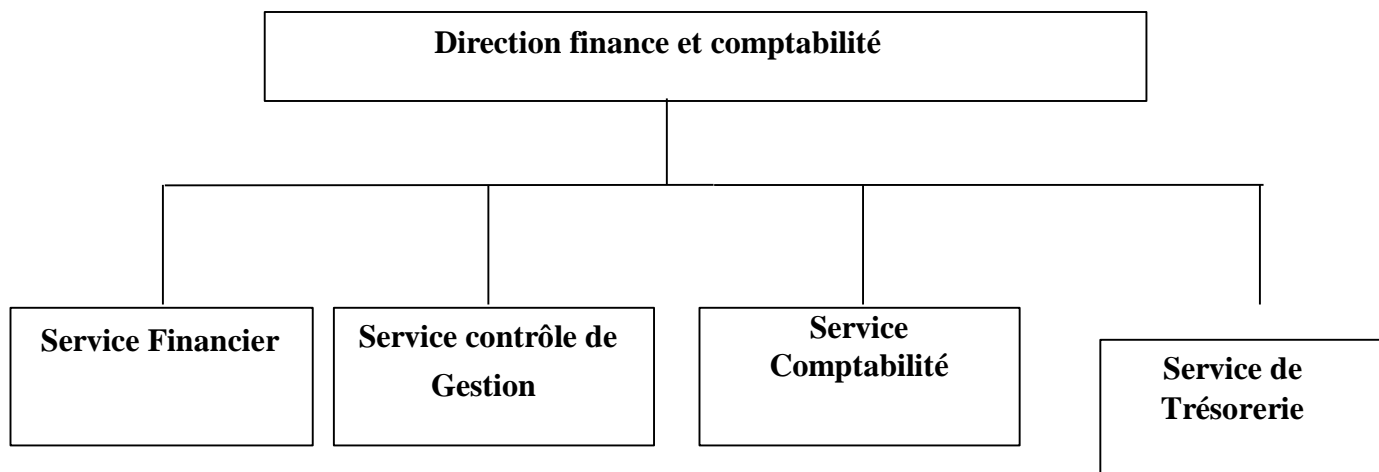 Direction finance et comptabilité
Service Financier
Service contrôle de
Gestion
Service
Comptabilité
Service de
Trésorerie